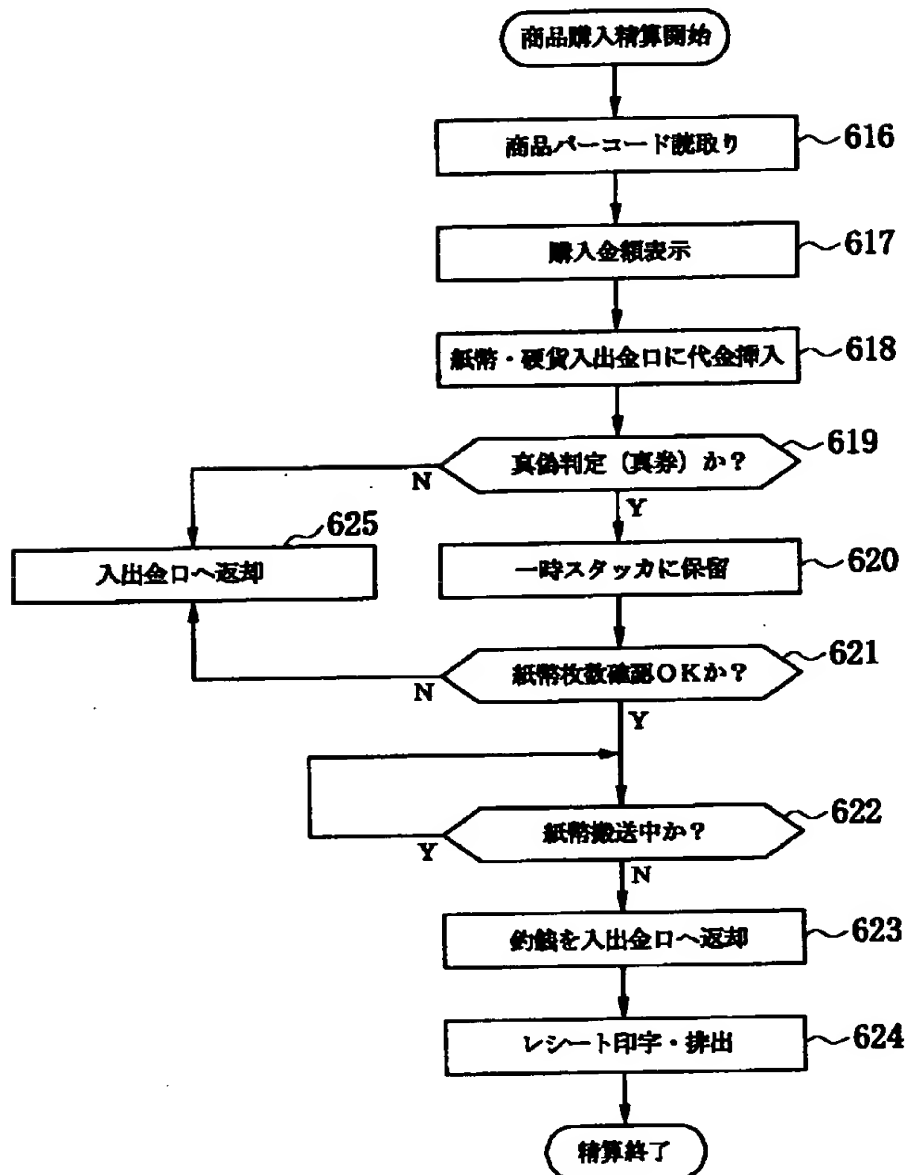 商品購入精算開始
商品バーコード読取り
616
購入金額表示
617
紙幣・硬貨入出金口に代金挿入
618
真偽判定（真券）か？
619
N
Y
625
入出金口へ返却
一時スタッカに保留
620
紙幣枚数確認ＯＫか？
621
N
Y
紙幣搬送中か？
622
Y
N
釣銭を入出金口へ返却
623
レシート印字・排出
624
精算終了